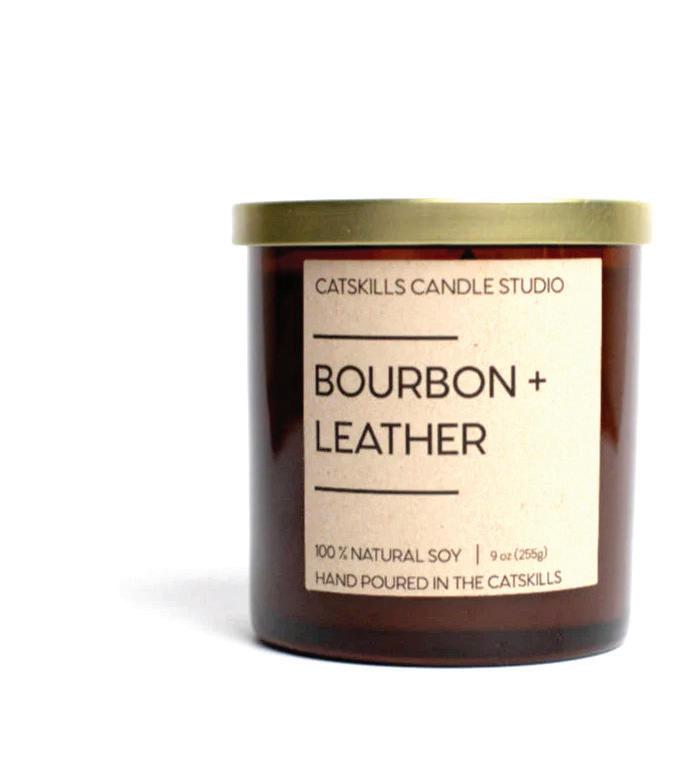 CATSKILLS CANDLE STUDIO
BOURBON +
LEATHER
100 % NATURAL SOY | 9 oz (255g)
HAND POURED IN THE CATSKILLS